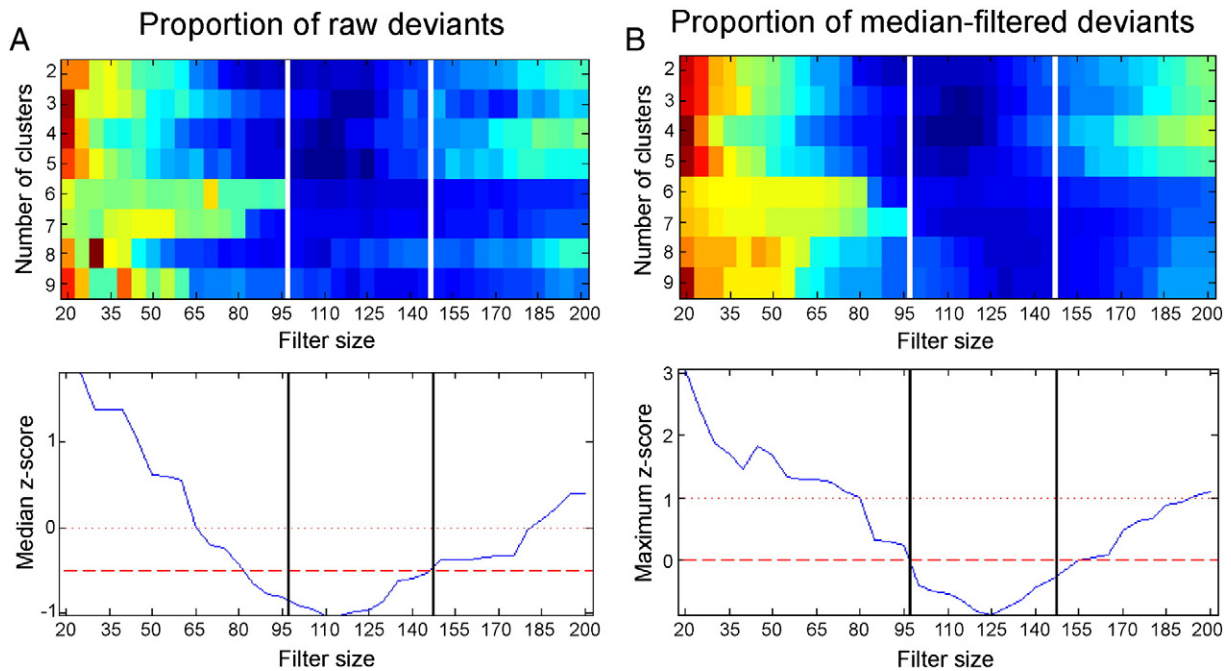 A
Proportion of raw deviants
Number of clusters
2
3
4
5
6
7
8
9
20 35 50 65 80 95 110 125 140 155 170 185 200
Filter size
Median z-score
1
0
-1
20 35 50 65 80 95 110 125 140 155 170 185 200
Filter size
B
Proportion of median-filtered deviants
Number of clusters
2
3
4
5
6
7
8
9
20 35 50 65 80 95 110 125 140 155 170 185 200
Filter size
Maximum z-score
3
2
1
0
20 35 50 65 80 95 110 125 140 155 170 185 200
Filter size